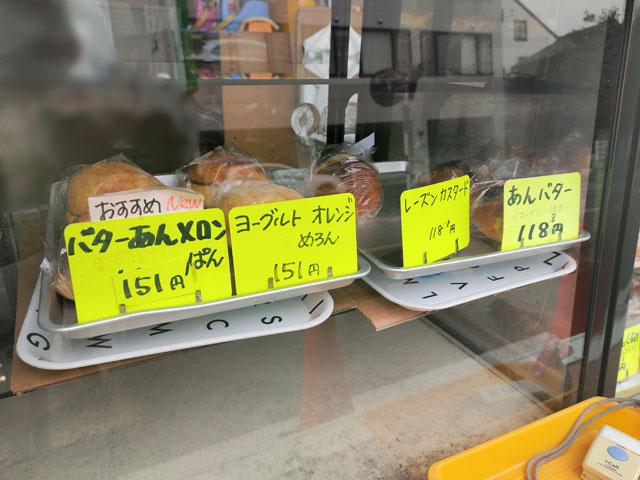 おすすめ New
バターあんメロン
ぱん
151円
ヨーグルト オレンジ
めろん
151円
レーズンカスタード
118円
あんバター
118円
G M C S
L P F Z